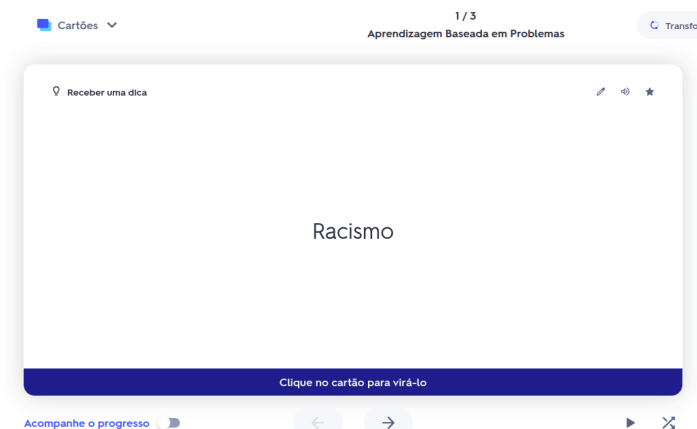 Cartões
1 / 3
Aprendizagem Baseada em Problemas
Transfo
Receber uma dica
Racismo
Clique no cartão para virá-lo
Acompanhe o progresso